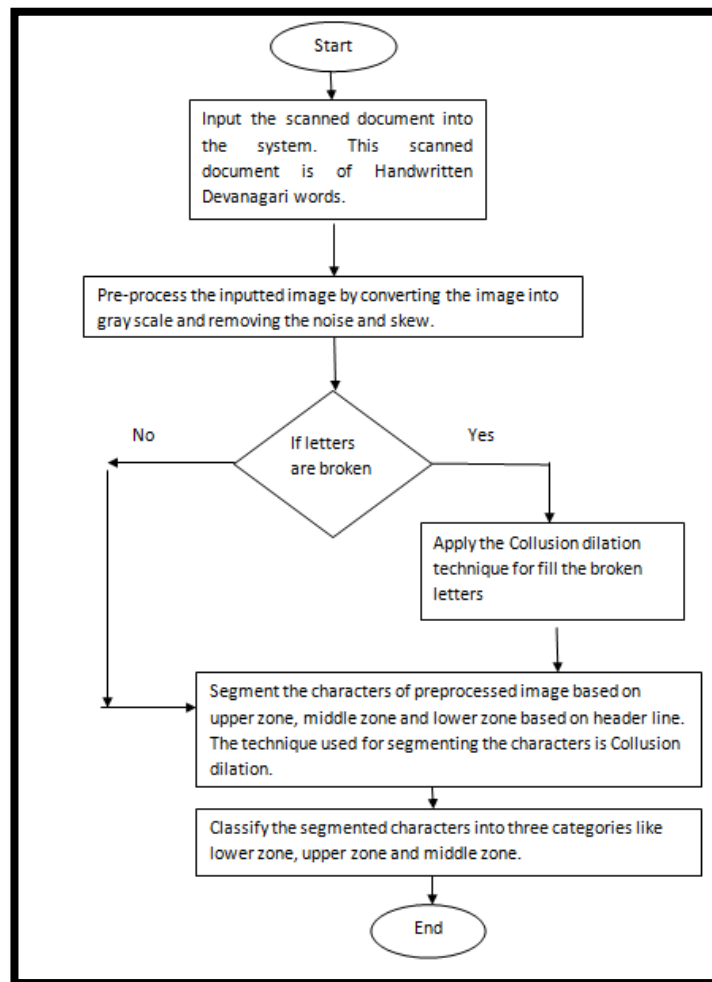 Start
Input the scanned document into
the system. This scanned
document is of Handwritten
Devanagari words.
Pre-process the inputted image by converting the image into
gray scale and removing the noise and skew.
If letters
are broken
No
Yes
Apply the Collusion dilation
technique for fill the broken
letters
Segment the characters of preprocessed image based on
upper zone, middle zone and lower zone based on header line.
The technique used for segmenting the characters is Collusion
dilation.
Classify the segmented characters into three categories like
lower zone, upper zone and middle zone.
End